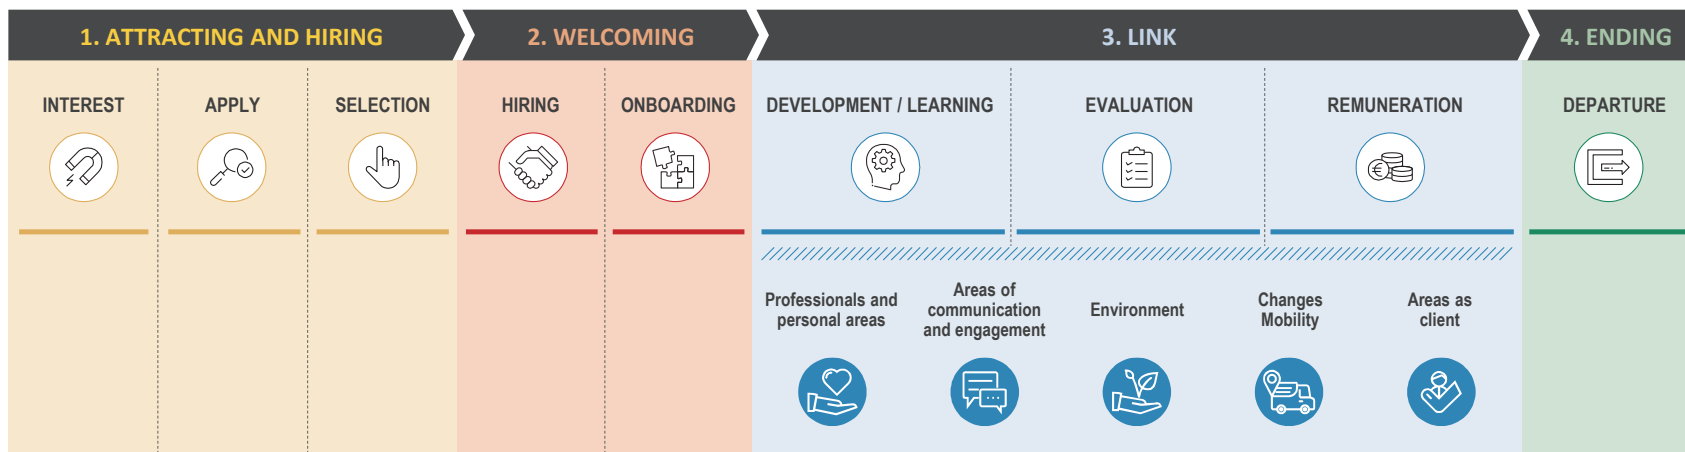 1. ATTRACTING AND HIRING
2. WELCOMING
3. LINK
4. ENDING
INTEREST
APPLY
SELECTION
HIRING
ONBOARDING
DEVELOPMENT / LEARNING
EVALUATION
REMUNERATION
DEPARTURE
Professionals and
personal areas
Areas of
communication
and engagement
Environment
Changes
Mobility
Areas as
client